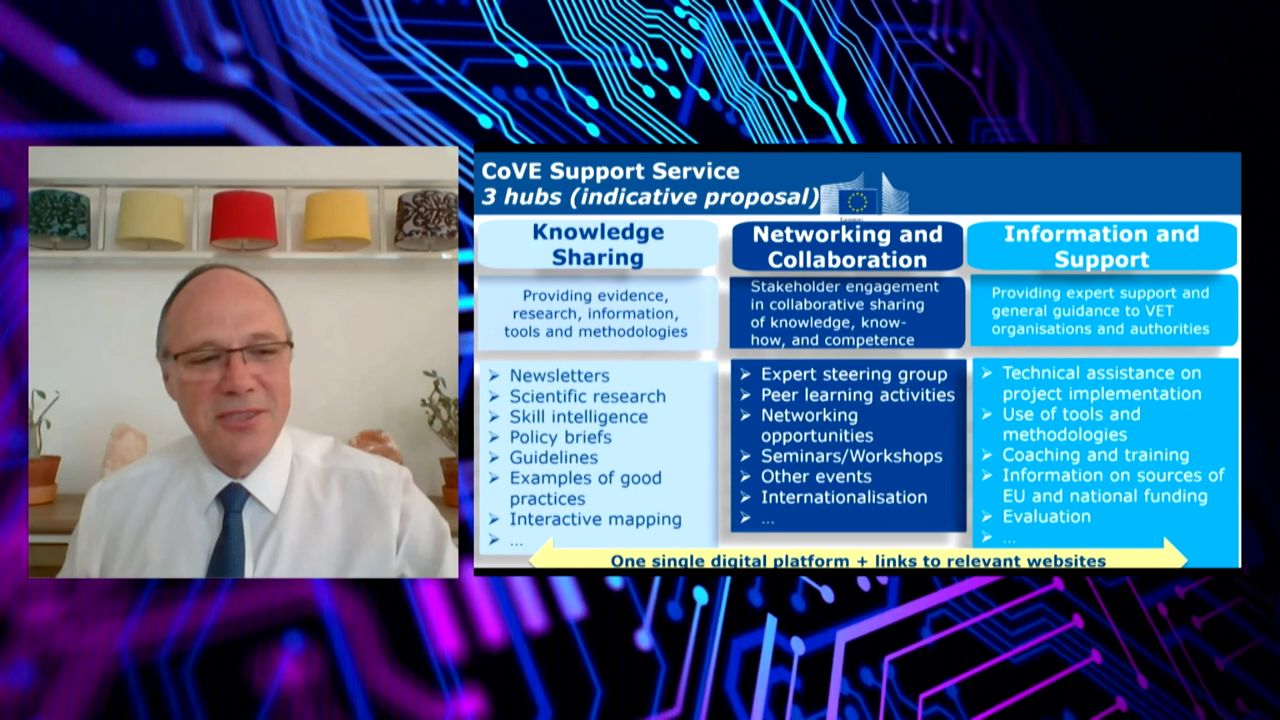 CoVE Support Service
3 hubs (indicative proposal)
Knowledge
Sharing
Providing evidence,
research, information,
tools and methodologies
➢ Newsletters
➢ Scientific research
➢ Skill intelligence
➢ Policy briefs
➢ Guidelines
➢ Examples of good
practices
➢ Interactive mapping
➢ ...
Networking and
Collaboration
Stakeholder engagement
in collaborative sharing
of knowledge, know-
how, and competence
➢ Expert steering group
➢ Peer learning activities
➢ Networking
opportunities
➢ Seminars/Workshops
➢ Other events
➢ Internationalisation
➢ ...
Information and
Support
Providing expert support and
general guidance to VET
organisations and authorities
➢ Technical assistance on
project implementation
➢ Use of tools and
methodologies
➢ Coaching and training
➢ Information on sources of
EU and national funding
➢ Evaluation
➢ ...
One single digital platform + links to relevant websites